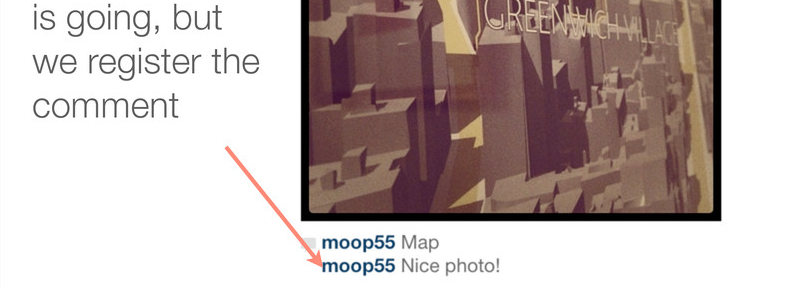 is going, but
we register the
comment
GREENWICH VILLAGE
moop55 Map
moop55 Nice photo!